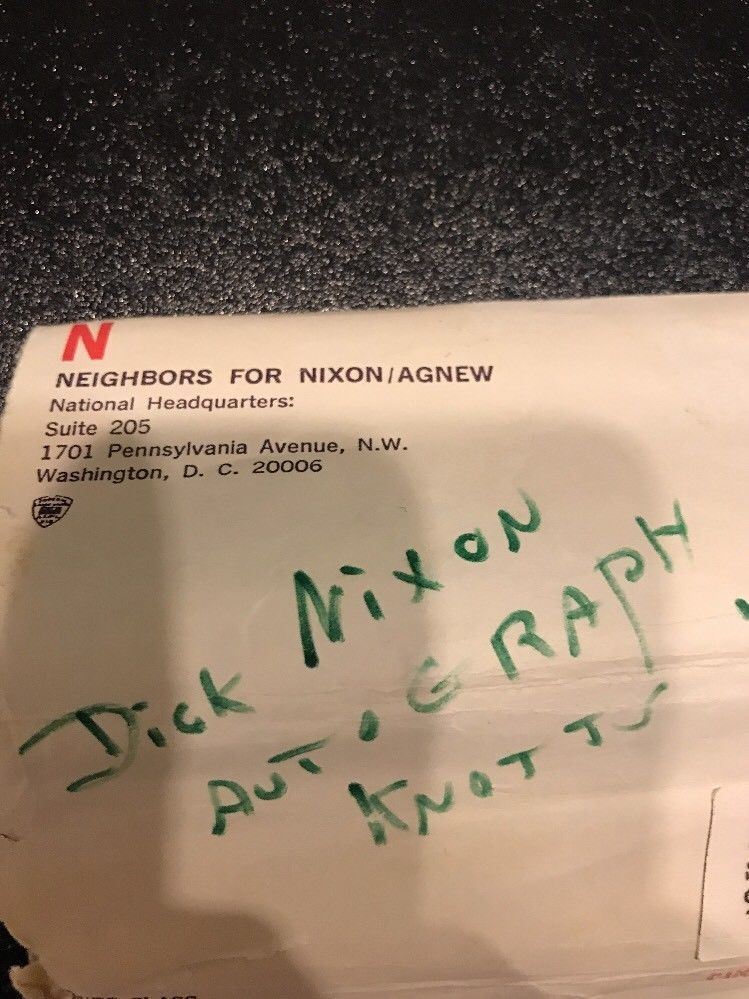 N
NEIGHBORS FOR NIXON/AGNEW
National Headquarters:
Suite 205
1701 Pennsylvania Avenue, N.W.
Washington, D. C. 20006
Dick NixoN
AUTOGRAPH
KNOTTS